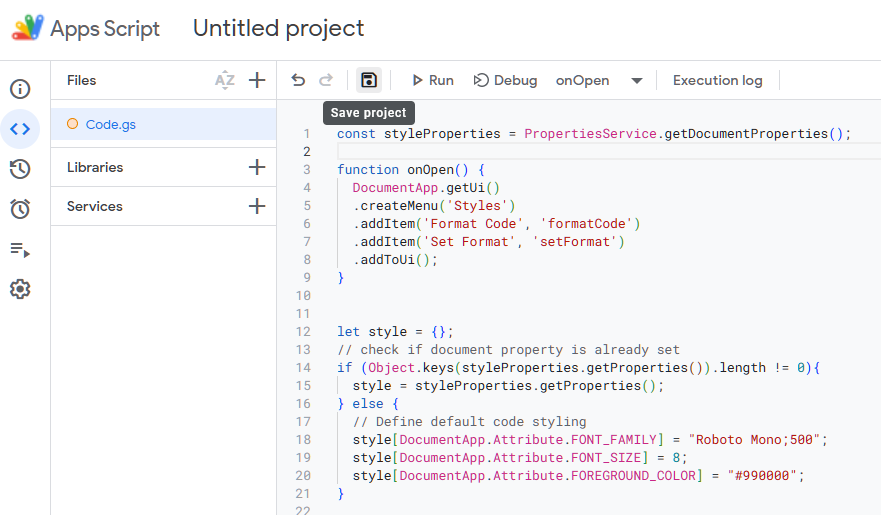 Apps Script Untitled project
Files AZ
Run Debug onOpen Execution log
Code.gs
Save project
Libraries
Services
1 const styleProperties = PropertiesService.getDocumentProperties();
2
3 function onOpen() {
4 DocumentApp.getUi()
5 .createMenu('Styles')
6 .addItem('Format Code', 'formatCode')
7 .addItem('Set Format', 'setFormat')
8 .addToUi();
9 }
10
11
12 let style = {};
13 // check if document property is already set
14 if (Object.keys(styleProperties.getProperties()).length != 0){
15 style = styleProperties.getProperties();
16 } else {
17 // Define default code styling
18 style[DocumentApp.Attribute.FONT_FAMILY] = "Roboto Mono;500";
19 style[DocumentApp.Attribute.FONT_SIZE] = 8;
20 style[DocumentApp.Attribute.FOREGROUND_COLOR] = "#990000";
21 }
22